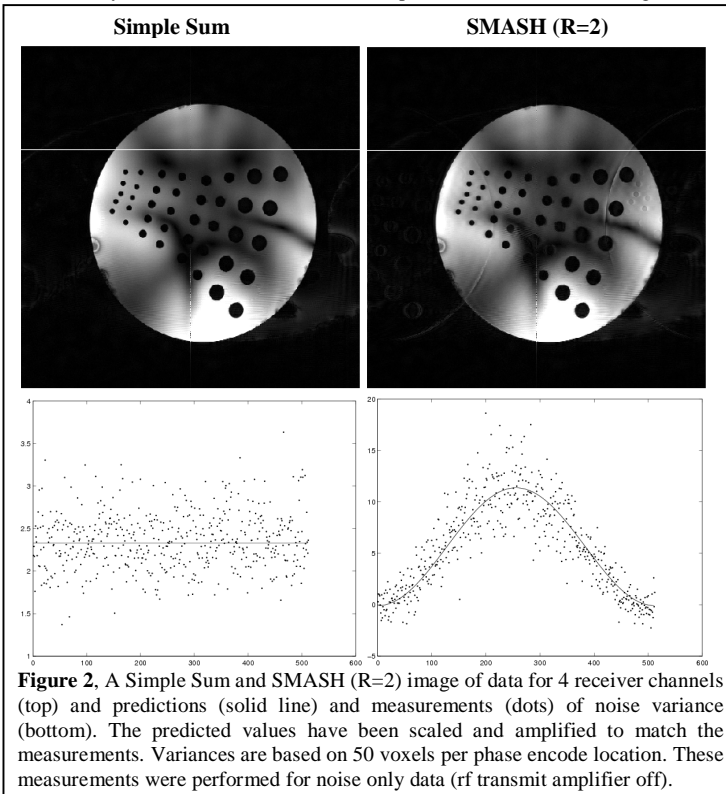 Simple Sum SMASH (R=2)
4
3.5
3
2.5
2
1.5
1
0 100 200 300 400 500 600
20
15
10
5
0
-5
0 100 200 300 400 500 600
Figure 2, A Simple Sum and SMASH (R=2) image of data for 4 receiver channels
(top) and predictions (solid line) and measurements (dots) of noise variance
(bottom). The predicted values have been scaled and amplified to match the
measurements. Variances are based on 50 voxels per phase encode location. These
measurements were performed for noise only data (rf transmit amplifier off).